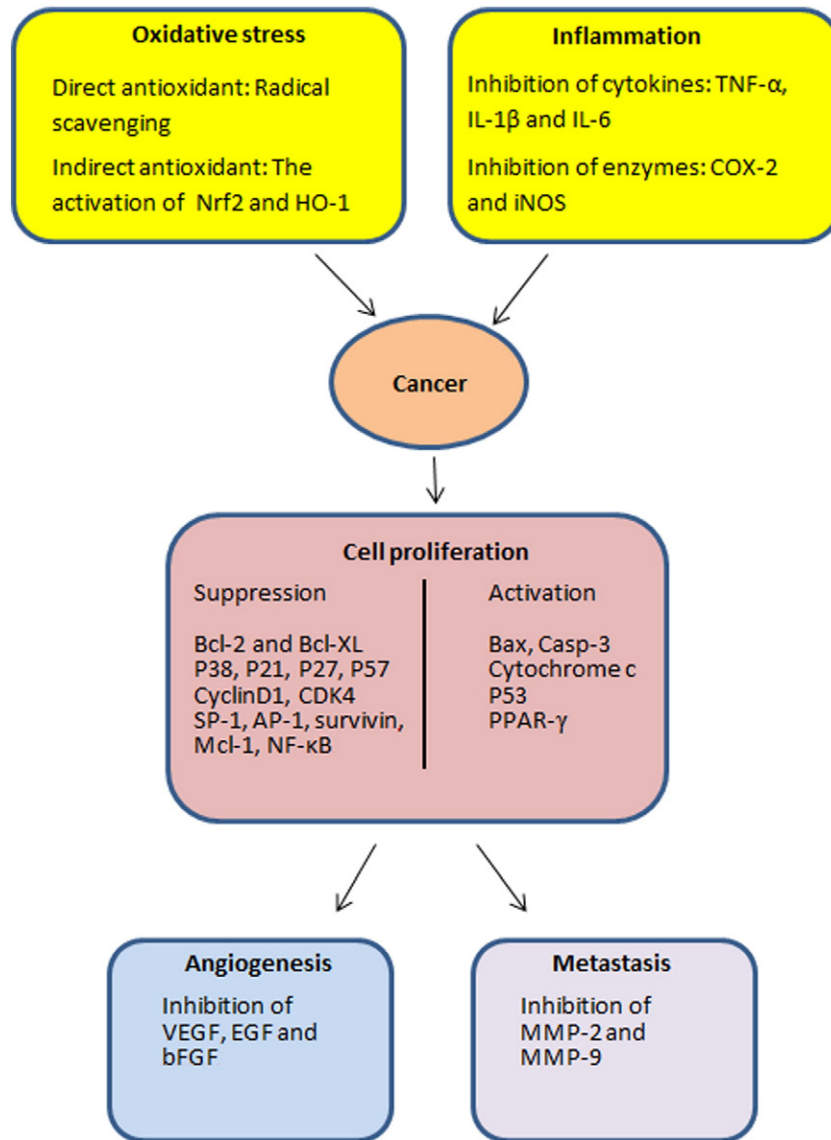 Oxidative stress
Direct antioxidant: Radical
scavenging
Indirect antioxidant: The
activation of Nrf2 and HO-1
Inflammation
Inhibition of cytokines: TNF-α,
IL-1β and IL-6
Inhibition of enzymes: COX-2
and iNOS
Cancer
Cell proliferation
Suppression
Bcl-2 and Bcl-XL
P38, P21, P27, P57
CyclinD1, CDK4
SP-1, AP-1, survivin,
Mcl-1, NF-κB
Activation
Bax, Casp-3
Cytochrome c
P53
PPAR-γ
Angiogenesis
Inhibition of
VEGF, EGF and
bFGF
Metastasis
Inhibition of
MMP-2 and
MMP-9